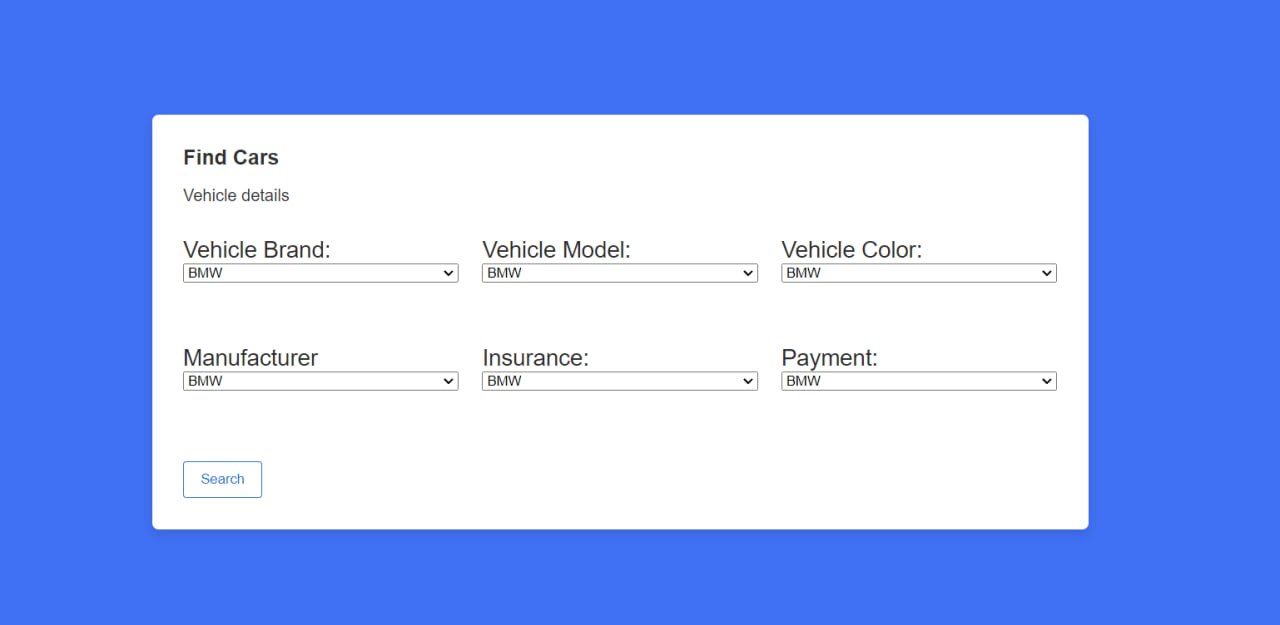 Find Cars
Vehicle details
Vehicle Brand: Vehicle Model: Vehicle Color:
BMW BMW BMW
Manufacturer Insurance: Payment:
BMW BMW BMW
Search